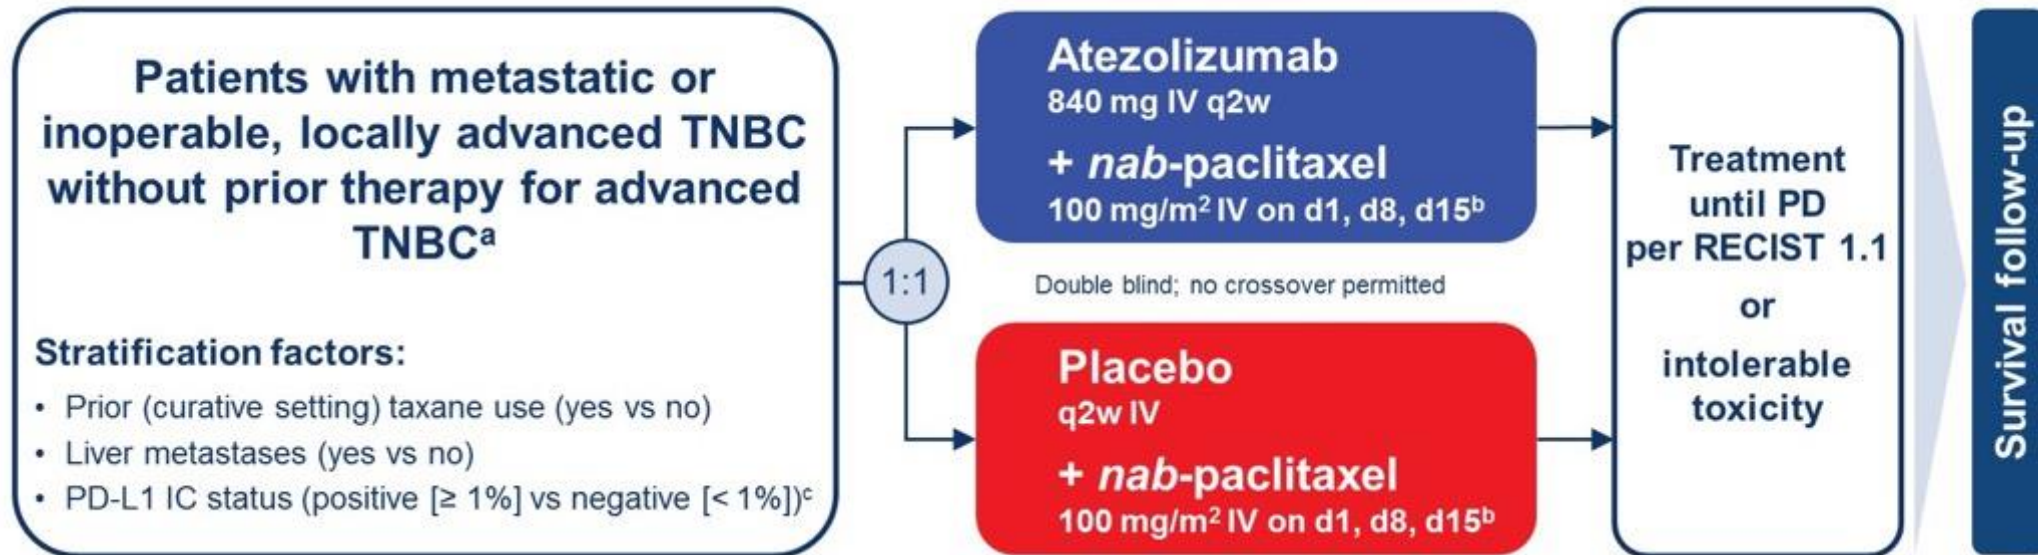 Patients with metastatic or
inoperable, locally advanced TNBC
without prior therapy for advanced
TNBCᵃ
Stratification factors:
• Prior (curative setting) taxane use (yes vs no)
• Liver metastases (yes vs no)
• PD-L1 IC status (positive [≥ 1%] vs negative [< 1%])ᶜ
1:1
Atezolizumab
840 mg IV q2w
+ nab-paclitaxel
100 mg/m² IV on d1, d8, d15ᵇ
Double blind; no crossover permitted
Placebo
q2w IV
+ nab-paclitaxel
100 mg/m² IV on d1, d8, d15ᵇ
Treatment
until PD
per RECIST 1.1
or
intolerable
toxicity
Survival follow-up